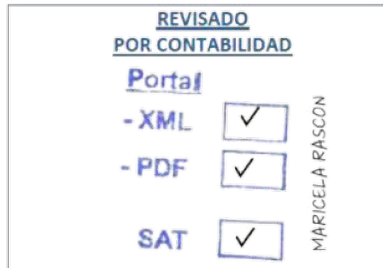 REVISADO
POR CONTABILIDAD
Portal
- XML ✓
- PDF ✓
SAT ✓
MARICELA RASCON